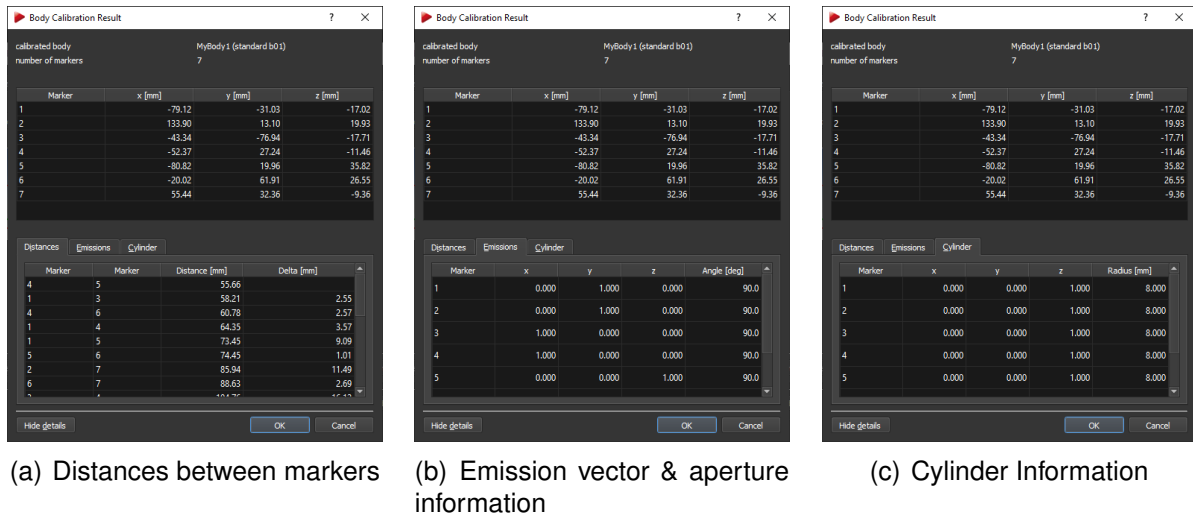 Body Calibration Result ? ×
calibrated body MyBody1 (standard b01)
number of markers 7
Marker x [mm] y [mm] z [mm]
1 -79.12 -31.03 -17.02
2 133.90 13.10 19.93
3 -43.34 -76.94 -17.71
4 -52.37 27.24 -11.46
5 -80.82 19.96 35.82
6 -20.02 61.91 26.55
7 55.44 32.36 -9.36
Distances Emissions Cylinder
Marker Marker Distance [mm] Delta [mm]
4 5 55.66
1 3 58.21 2.55
4 6 60.78 2.57
1 4 64.35 3.57
1 5 73.45 9.09
5 6 74.45 1.01
2 7 85.94 11.49
6 7 88.63 2.69
Hide details OK Cancel
(a) Distances between markers
Body Calibration Result ? ×
calibrated body MyBody1 (standard b01)
number of markers 7
Marker x [mm] y [mm] z [mm]
1 -79.12 -31.03 -17.02
2 133.90 13.10 19.93
3 -43.34 -76.94 -17.71
4 -52.37 27.24 -11.46
5 -80.82 19.96 35.82
6 -20.02 61.91 26.55
7 55.44 32.36 -9.36
Distances Emissions Cylinder
Marker x y z Angle [deg]
1 0.000 1.000 0.000 90.0
2 0.000 1.000 0.000 90.0
3 1.000 0.000 0.000 90.0
4 1.000 0.000 0.000 90.0
5 0.000 0.000 1.000 90.0
Hide details OK Cancel
(b) Emission vector & aperture
information
Body Calibration Result ? ×
calibrated body MyBody1 (standard b01)
number of markers 7
Marker x [mm] y [mm] z [mm]
1 -79.12 -31.03 -17.02
2 133.90 13.10 19.93
3 -43.34 -76.94 -17.71
4 -52.37 27.24 -11.46
5 -80.82 19.96 35.82
6 -20.02 61.91 26.55
7 55.44 32.36 -9.36
Distances Emissions Cylinder
Marker x y z Radius [mm]
1 0.000 0.000 1.000 8.000
2 0.000 0.000 1.000 8.000
3 0.000 0.000 1.000 8.000
4 0.000 0.000 1.000 8.000
5 0.000 0.000 1.000 8.000
Hide details OK Cancel
(c) Cylinder Information